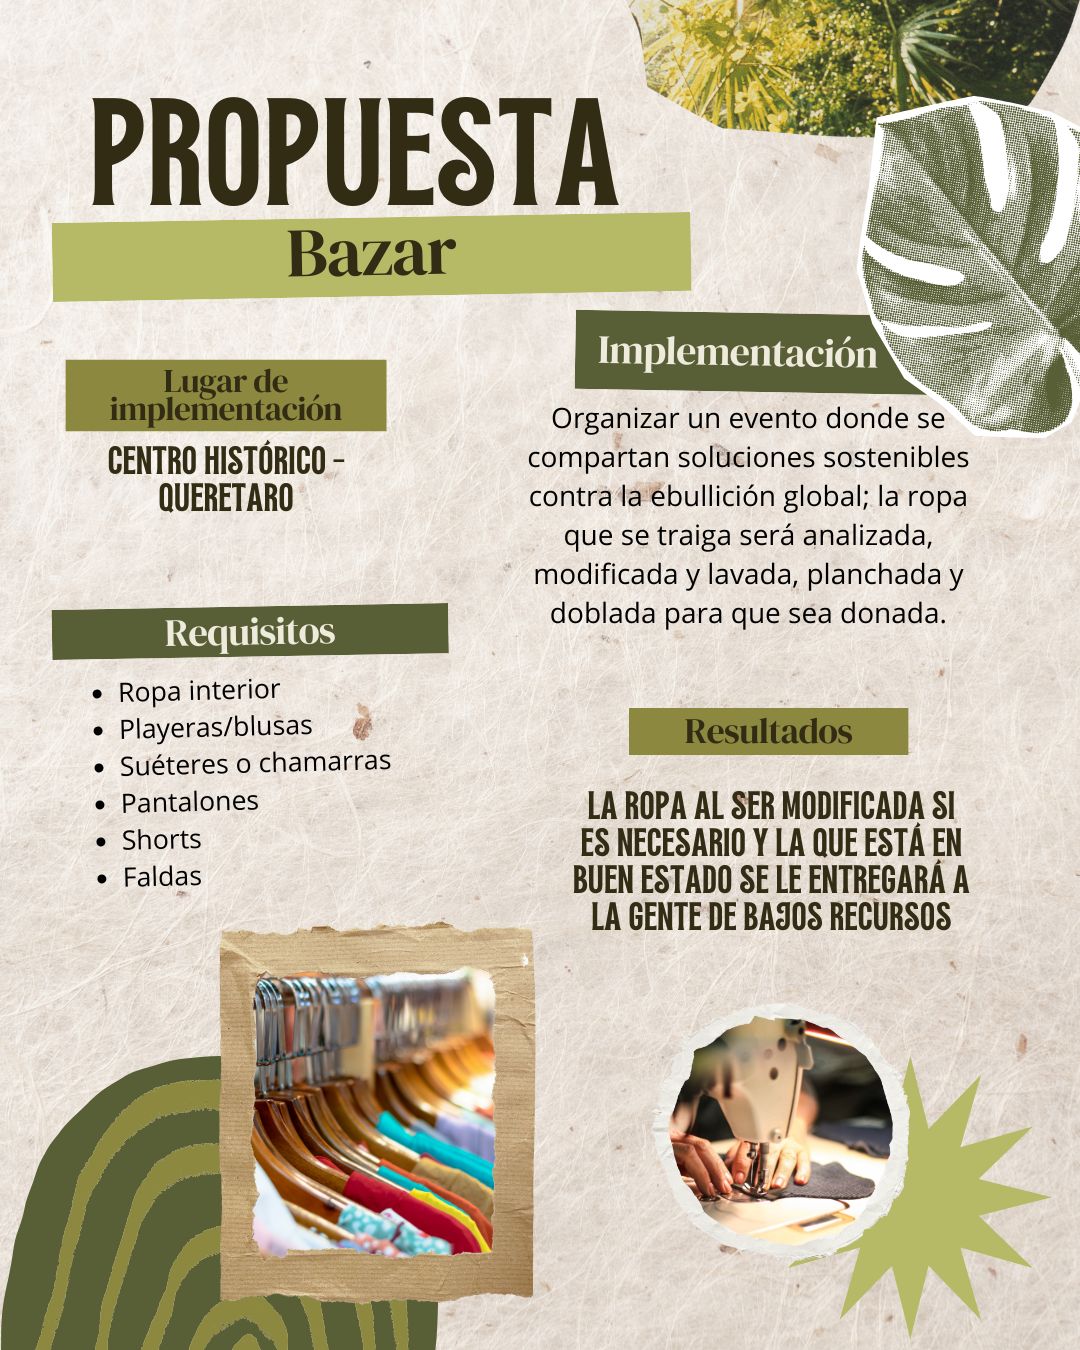 PROPUESTA
Bazar
Lugar de
implementación
CENTRO HISTÓRICO -
QUERETARO
Implementación
Organizar un evento donde se
compartan soluciones sostenibles
contra la ebullición global; la ropa
que se traiga será analizada,
modificada y lavada, planchada y
doblada para que sea donada.
Requisitos
• Ropa interior
• Playeras/blusas
• Suéteres o chamarras
• Pantalones
• Shorts
• Faldas
Resultados
LA ROPA AL SER MODIFICADA SI
ES NECESARIO Y LA QUE ESTÁ EN
BUEN ESTADO SE LE ENTREGARÁ A
LA GENTE DE BAJOS RECURSOS